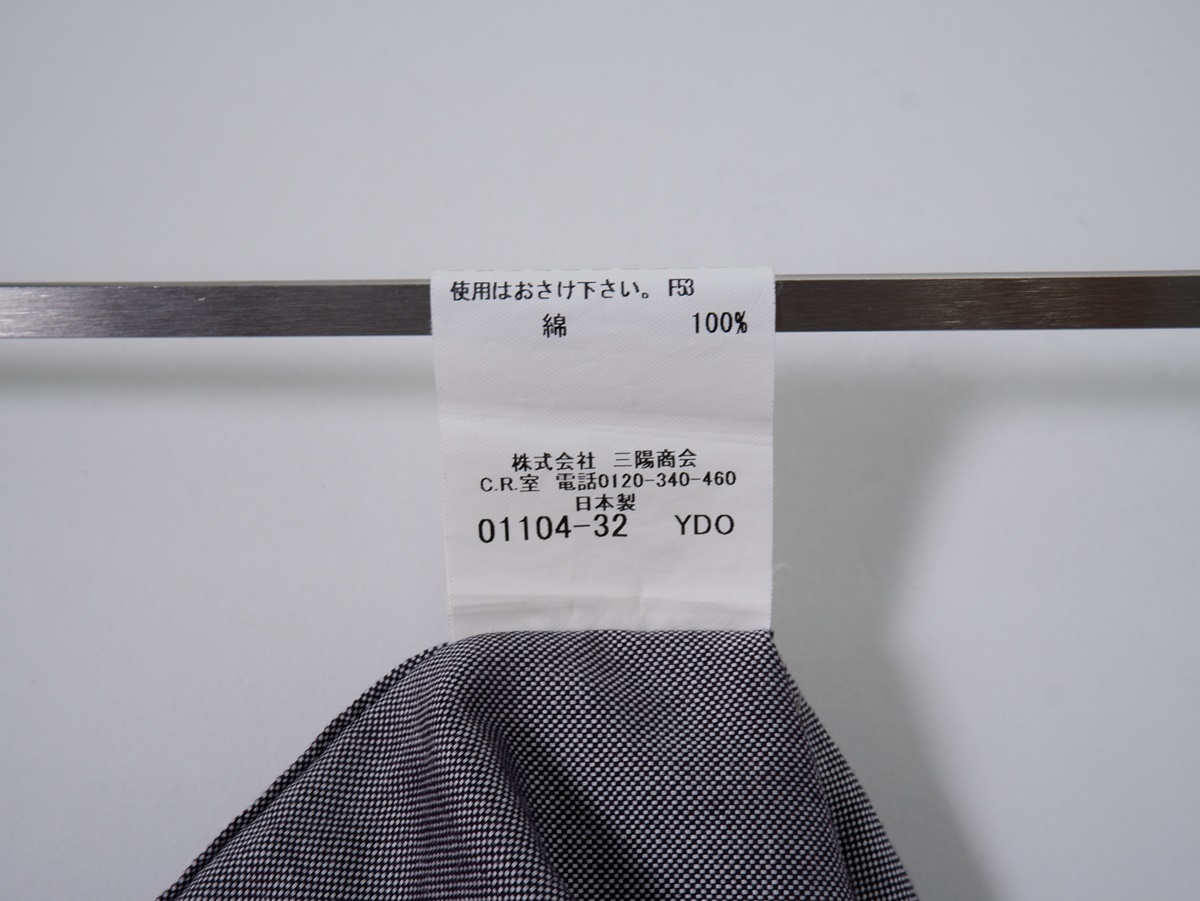 使用はおさけ下さい。 F53
綿 100%
株式会社 三陽商会
C.R.室 電話0120-340-460
日本製
01104-32 YDO